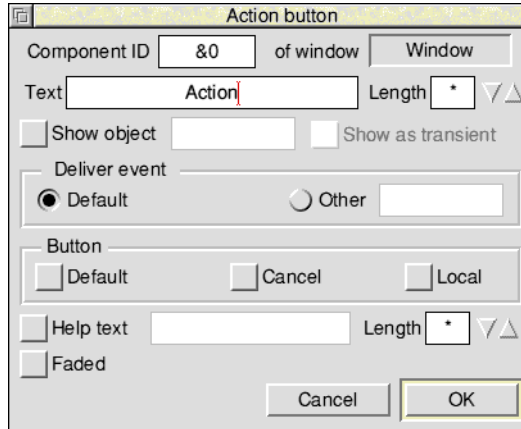 Action button
Component ID &0 of window Window
Text Action Length *
Show object Show as transient
Deliver event
Default Other
Button
Default Cancel Local
Help text Length *
Faded
Cancel OK